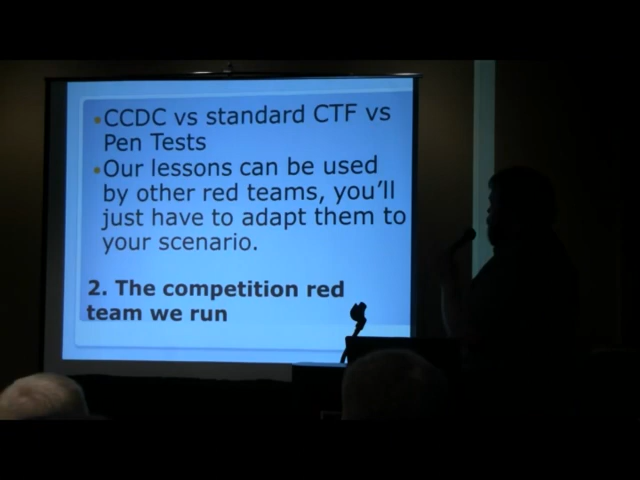 •CCDC vs standard CTF vs
Pen Tests
•Our lessons can be used
by other red teams, you'll
just have to adapt them to
your scenario.
2. The competition red
team we run